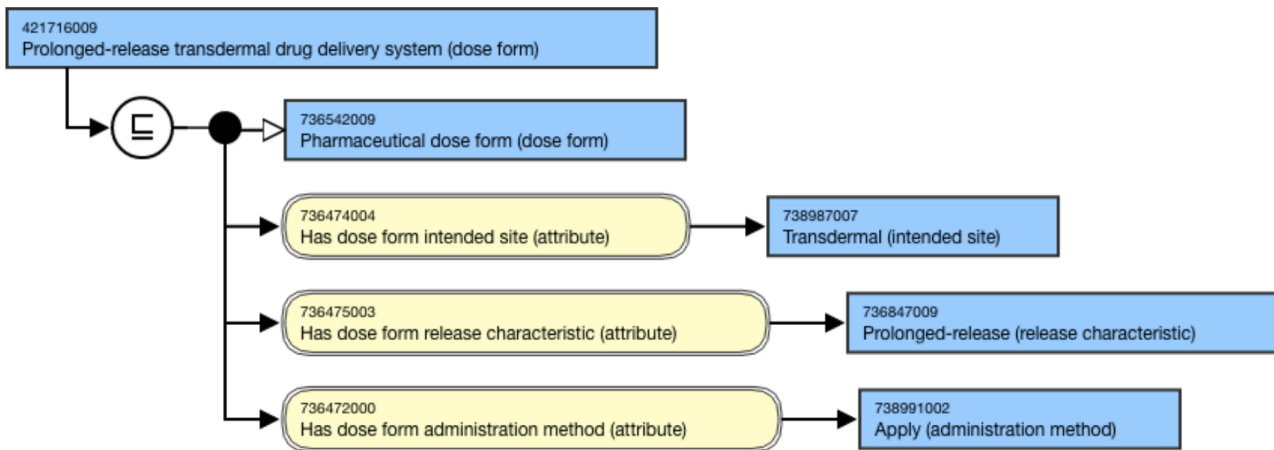 421716009
Prolonged-release transdermal drug delivery system (dose form)
⊑
736542009
Pharmaceutical dose form (dose form)
736474004
Has dose form intended site (attribute)
738987007
Transdermal (intended site)
736475003
Has dose form release characteristic (attribute)
736847009
Prolonged-release (release characteristic)
736472000
Has dose form administration method (attribute)
738991002
Apply (administration method)